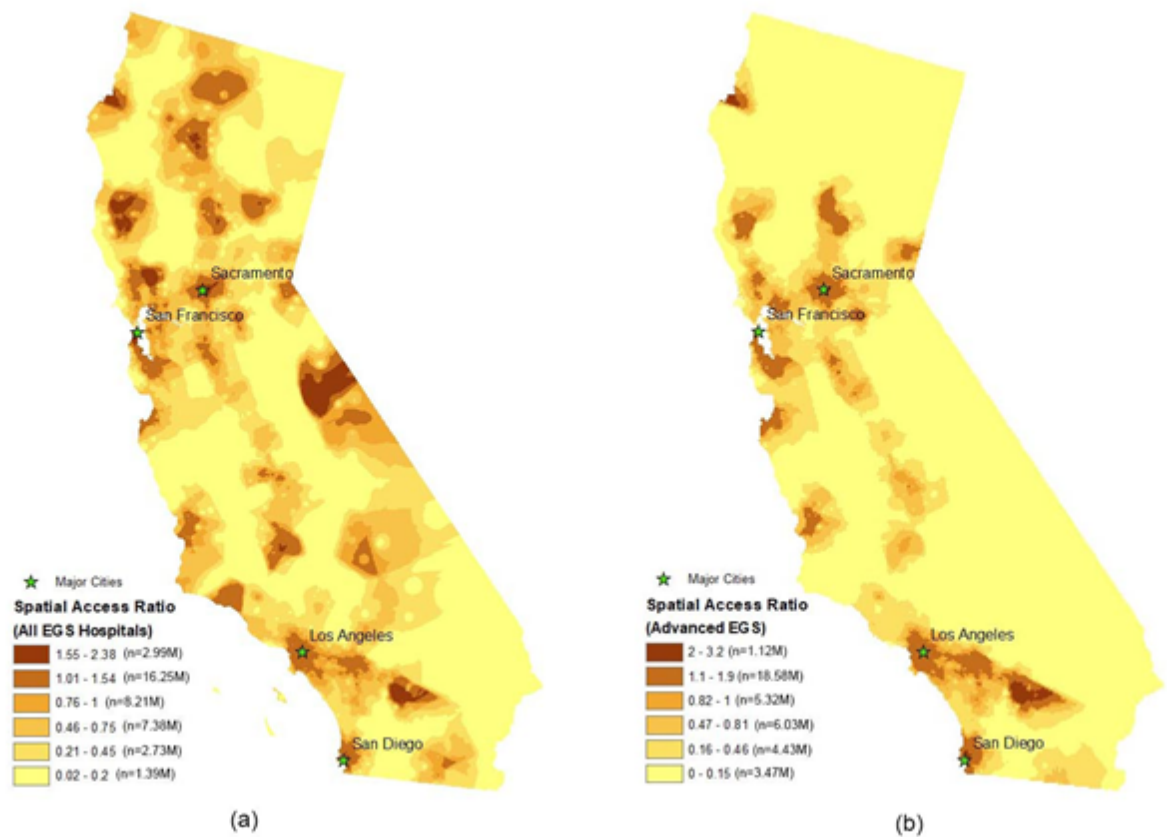 Sacramento
San Francisco
Los Angeles
San Diego
Major Cities
Spatial Access Ratio
(All EGS Hospitals)
1.55 - 2.38 (n=2.99M)
1.01 - 1.54 (n=16.25M)
0.76 - 1 (n=8.21M)
0.46 - 0.75 (n=7.38M)
0.21 - 0.45 (n=2.73M)
0.02 - 0.2 (n=1.39M)
(a)
Sacramento
San Francisco
Los Angeles
San Diego
Major Cities
Spatial Access Ratio
(Advanced EGS)
2 - 3.2 (n=1.12M)
1.1 - 1.9 (n=18.58M)
0.82 - 1 (n=5.32M)
0.47 - 0.81 (n=6.03M)
0.16 - 0.46 (n=4.43M)
0 - 0.15 (n=3.47M)
(b)